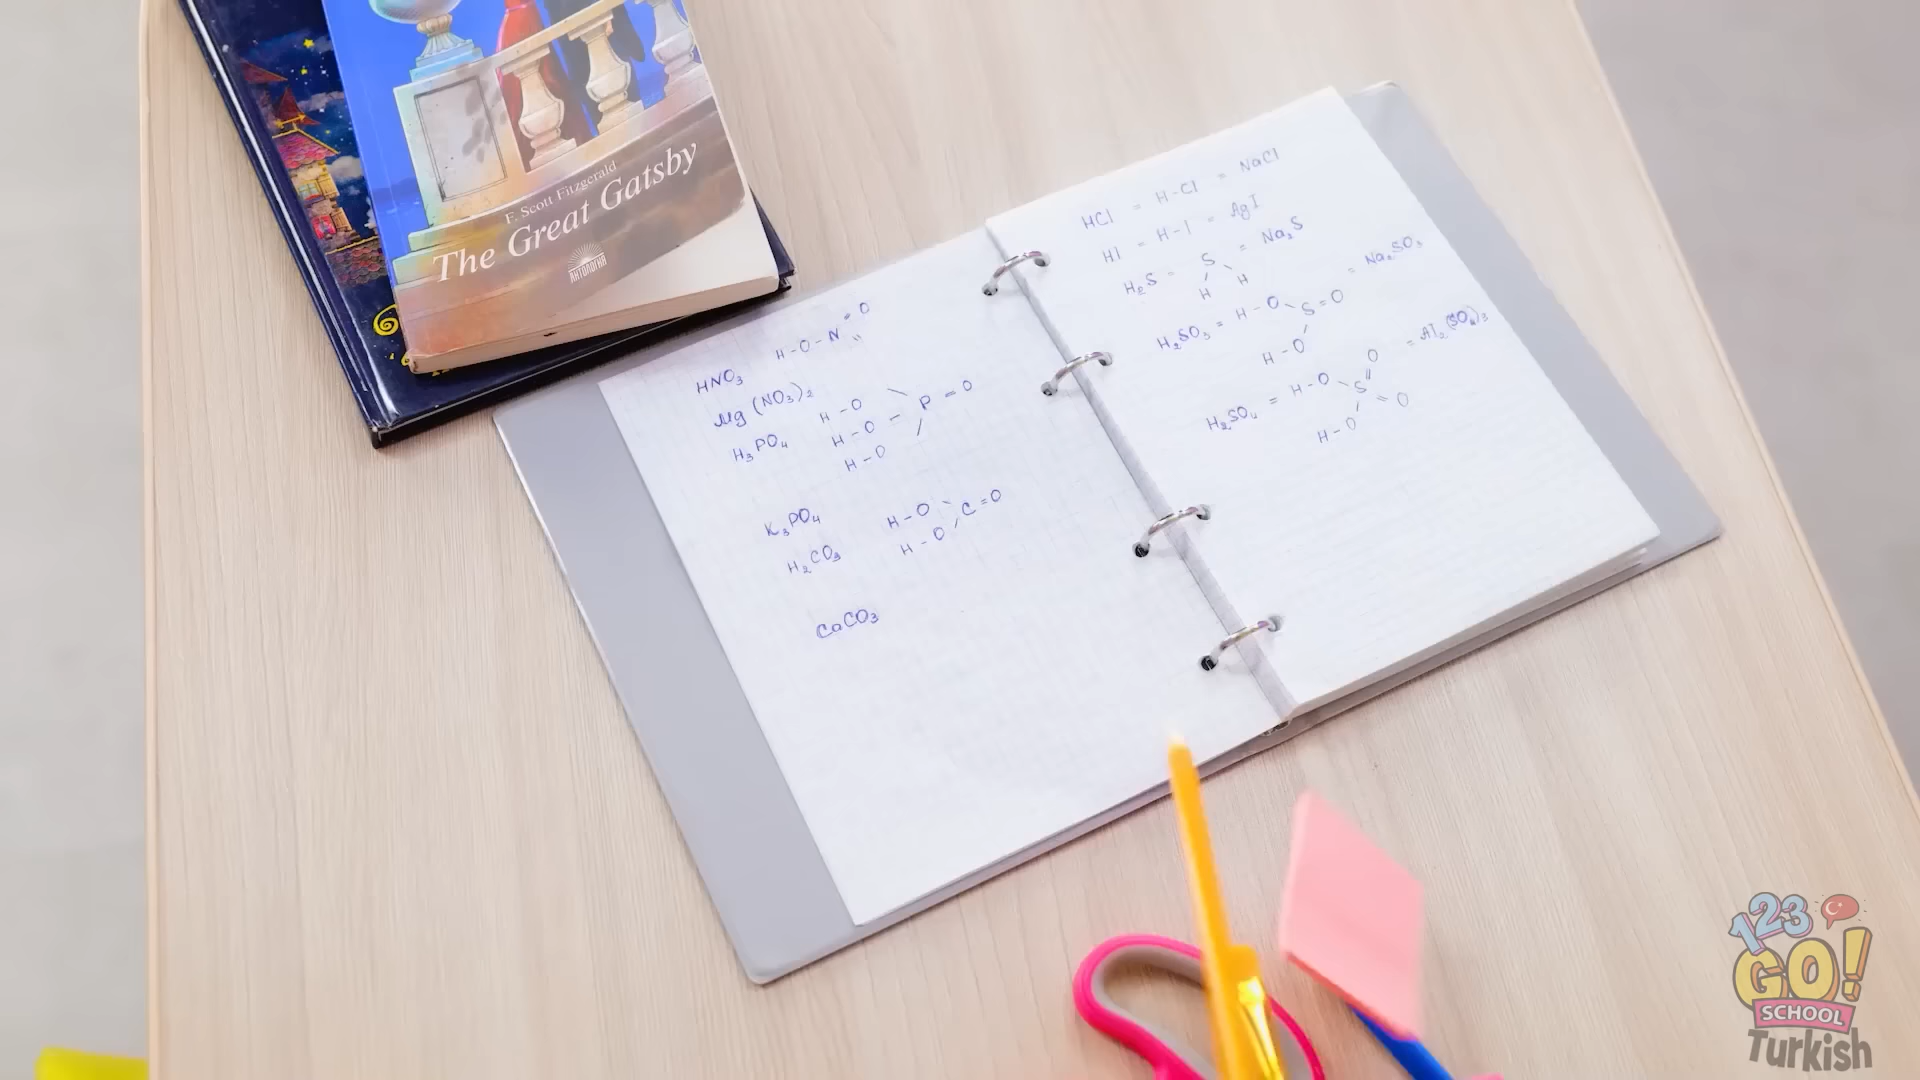 F. Scott Fitzgerald
The Great Gatsby
АНТОЛОГИЯ
H-O-N=O
HNO₃
Mg(NO₃)₂
H₃PO₄
H-O
H-O - P=O
H-O
K₃PO₄
H₂CO₃
H-O
H-O C=O
CaCO₃
HCl = H-Cl = NaCl
HI = H-I = AgI
H₂S = S = Na₂S
H H
H₂SO₃ = H-O S=O = Na₂SO₃
H-O
H₂SO₄ = H-O S =O = Al₂(SO₄)₃
O
H-O
123
GO!
SCHOOL
Turkish